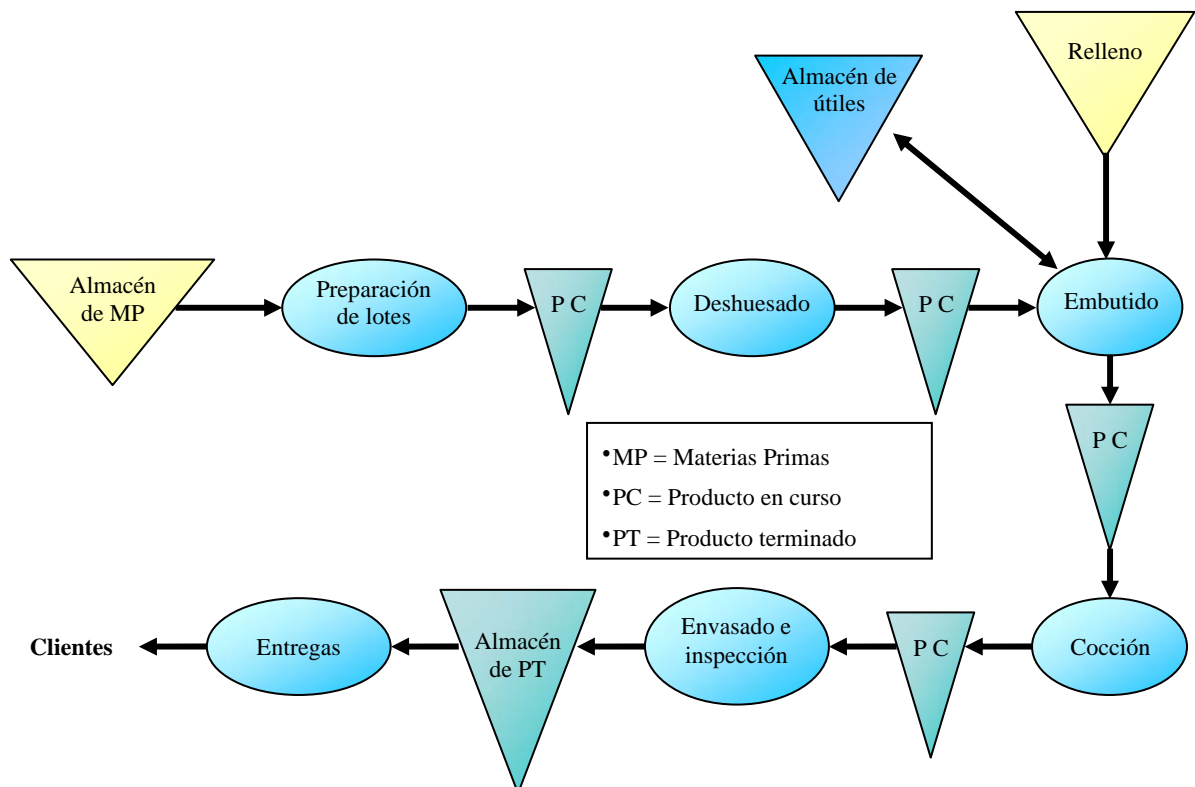 Relleno
Almacén de
útiles
Almacén
de MP
Preparación
de lotes
P C
Deshuesado
P C
Embutido
P C
•MP = Materias Primas
•PC = Producto en curso
•PT = Producto terminado
Clientes
Entregas
Almacén
de PT
Envasado e
inspección
P C
Cocción